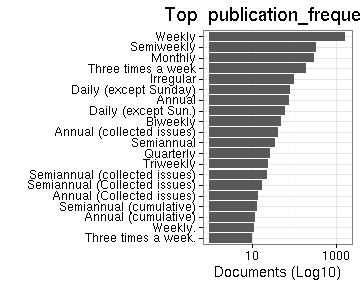 Top publication_freque
Weekly
Semiweekly
Monthly
Three times a week
Irregular
Daily (except Sunday)
Annual
Daily (except Sun.)
Biweekly
Annual (collected issues)
Semiannual
Quarterly
Triweekly
Semiannual (collected issues)
Semiannual (Collected issues)
Annual (Collected issues)
Semiannual (cumulative)
Annual (cumulative)
Weekly.
Three times a week.
10 1000
Documents (Log10)